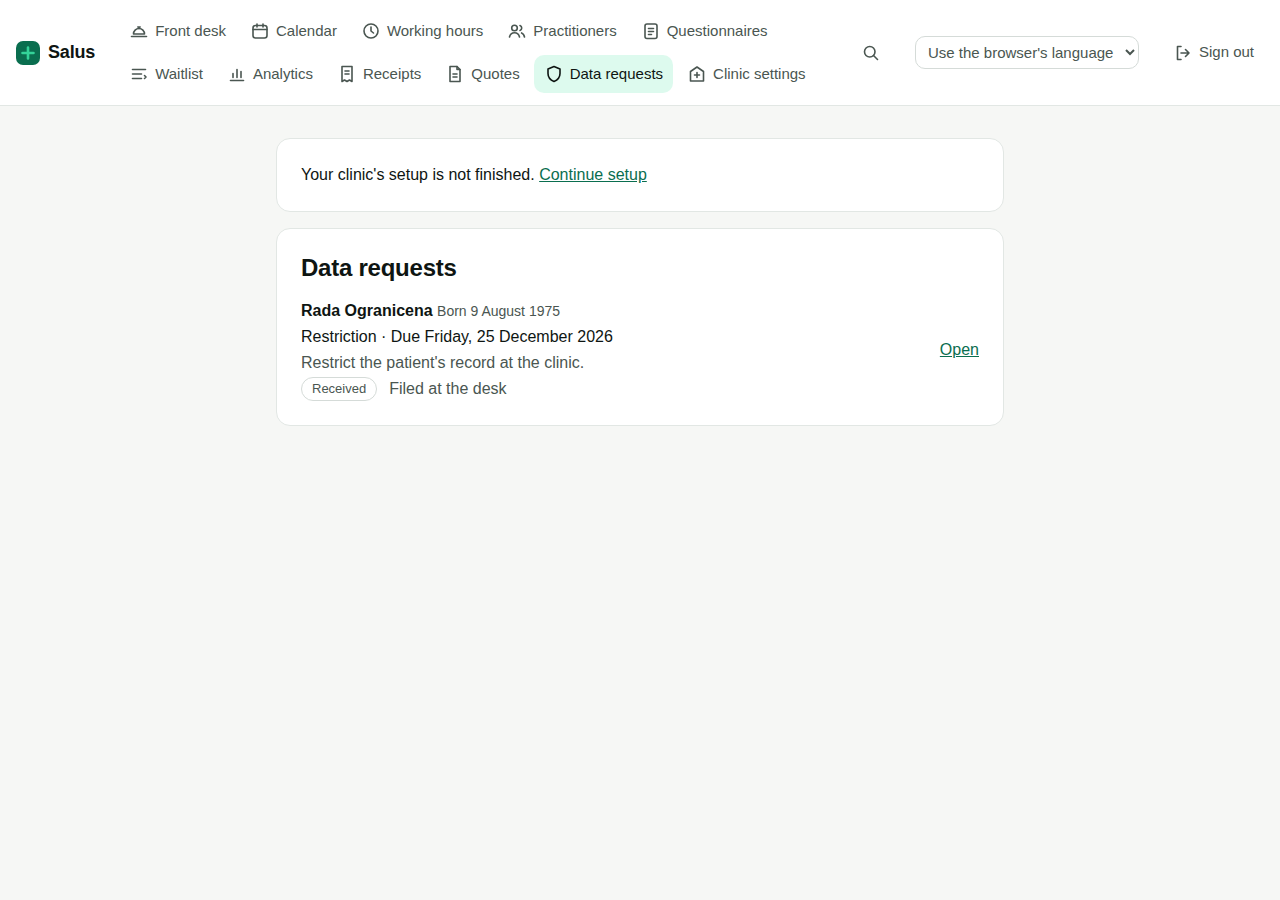 Salus
Front desk
Calendar
Working hours
Practitioners
Questionnaires
Waitlist
Analytics
Receipts
Quotes
Data requests
Clinic settings
Use the browser's language
Sign out
Your clinic's setup is not finished. Continue setup
Data requests
Rada Ogranicena Born 9 August 1975
Restriction · Due Friday, 25 December 2026
Restrict the patient's record at the clinic.
Received Filed at the desk
Open